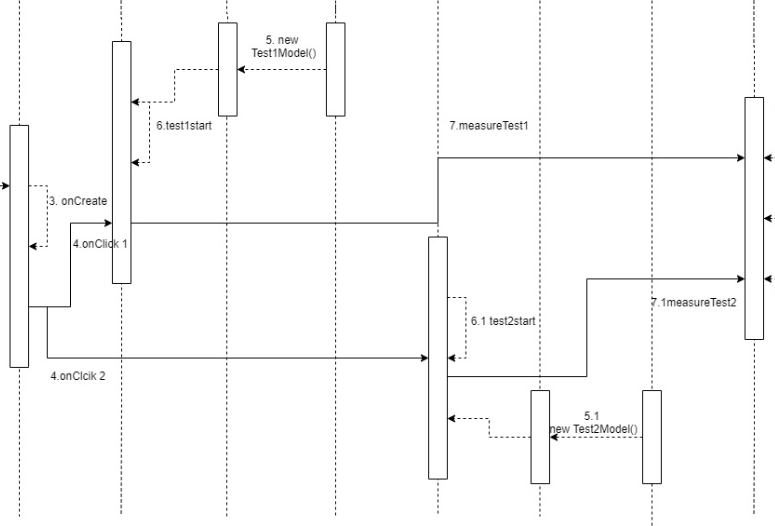 5. new
Test1Model()
6.test1start
7.measureTest1
3. onCreate
4.onClick 1
7.1measureTest2
6.1 test2start
4.onClcik 2
5.1
new Test2Model()